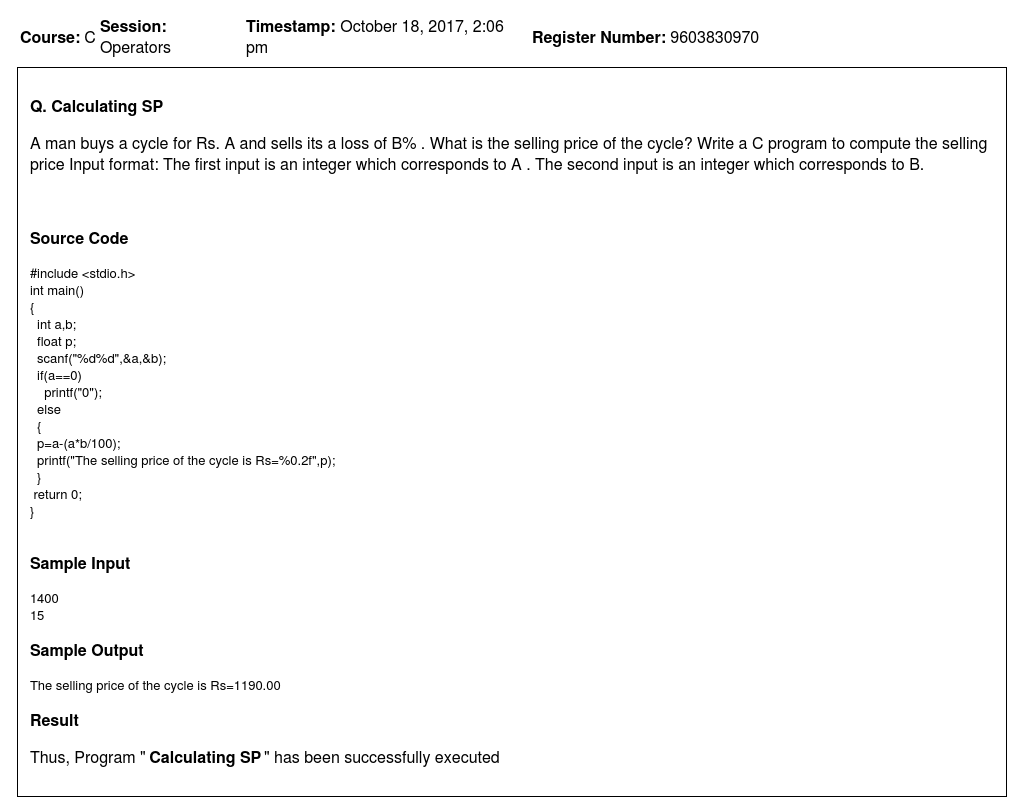 Course: C Session: Operators Timestamp: October 18, 2017, 2:06 pm Register Number: 9603830970
Q. Calculating SP
A man buys a cycle for Rs. A and sells its a loss of B% . What is the selling price of the cycle? Write a C program to compute the selling
price Input format: The first input is an integer which corresponds to A . The second input is an integer which corresponds to B.
Source Code
#include <stdio.h>
int main()
{
int a,b;
float p;
scanf("%d%d",&a,&b);
if(a==0)
printf("0");
else
{
p=a-(a*b/100);
printf("The selling price of the cycle is Rs=%0.2f",p);
}
return 0;
}
Sample Input
1400
15
Sample Output
The selling price of the cycle is Rs=1190.00
Result
Thus, Program " Calculating SP " has been successfully executed